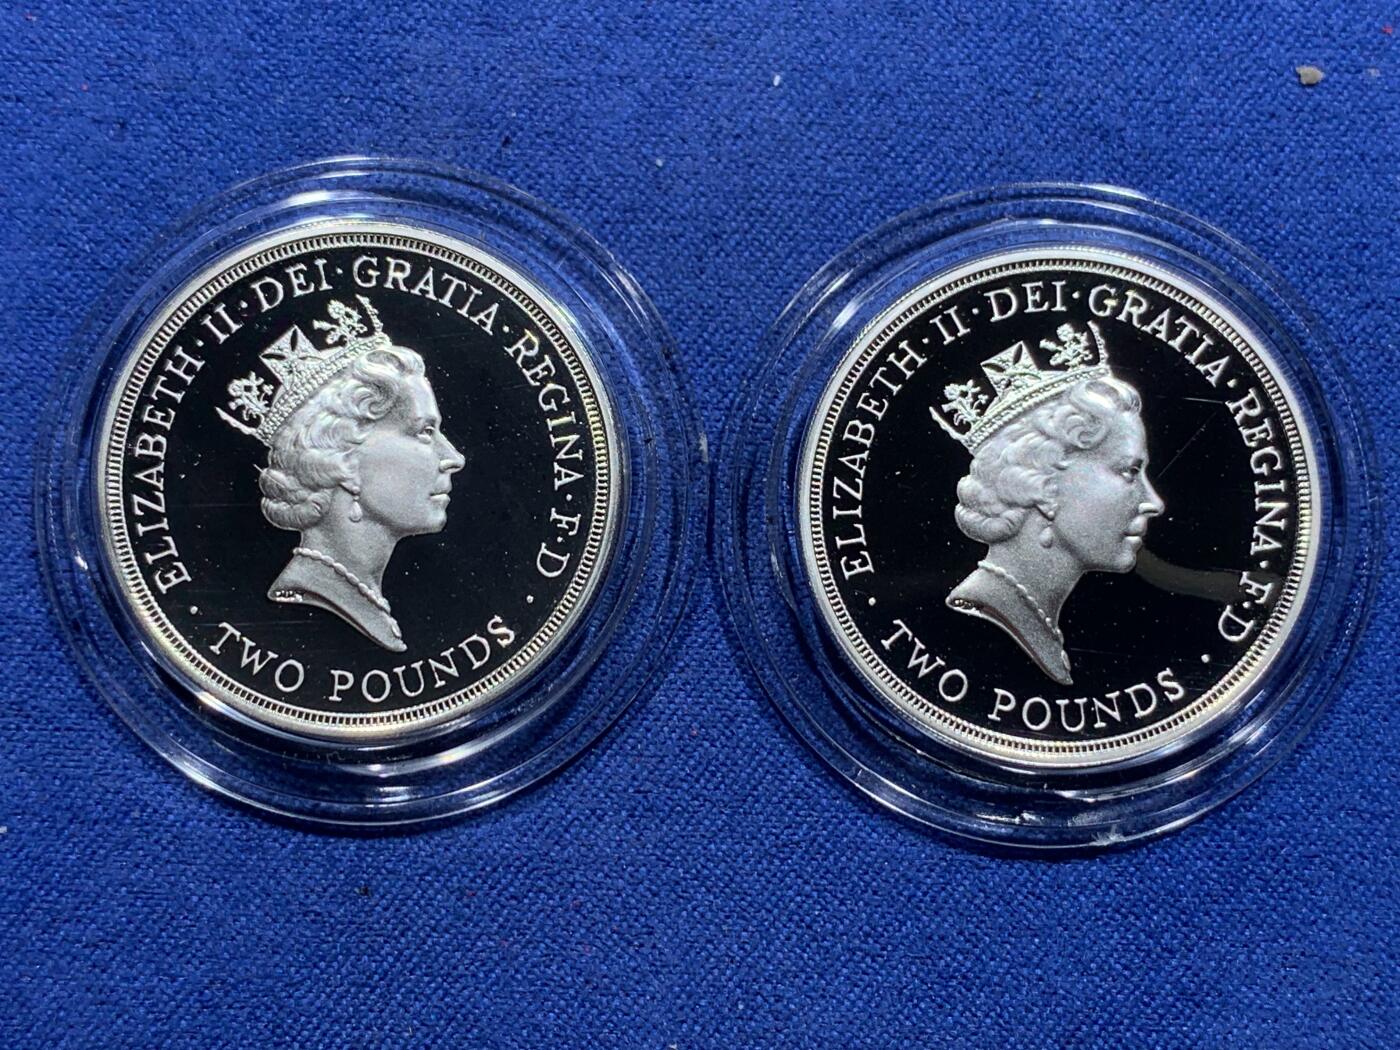 ELIZABETH·II·DEI·GRATIA·REGINA·F·D·
TWO POUNDS·
ELIZABETH·II·DEI·GRATIA·REGINA·F·D·
TWO POUNDS·